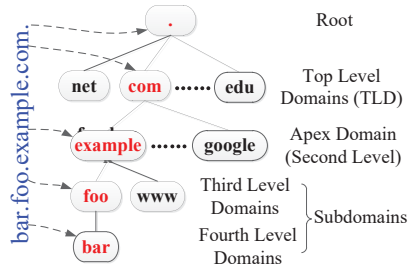 bar.foo.example.com.
.
Root
net
com
......
edu
Top Level
Domains (TLD)
example
......
google
Apex Domain
(Second Level)
foo
www
Third Level
Domains
Subdomains
bar
Fourth Level
Domains